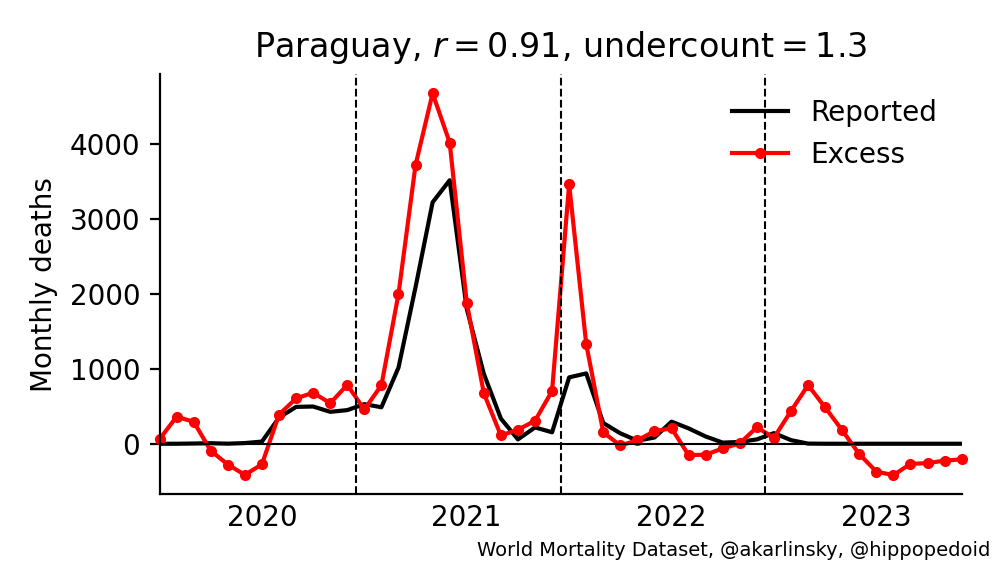 Paraguay, r = 0.91, undercount = 1.3
Reported
Excess
Monthly deaths
4000
3000
2000
1000
0
2020 2021 2022 2023
World Mortality Dataset, @akarlinsky, @hippopedoid